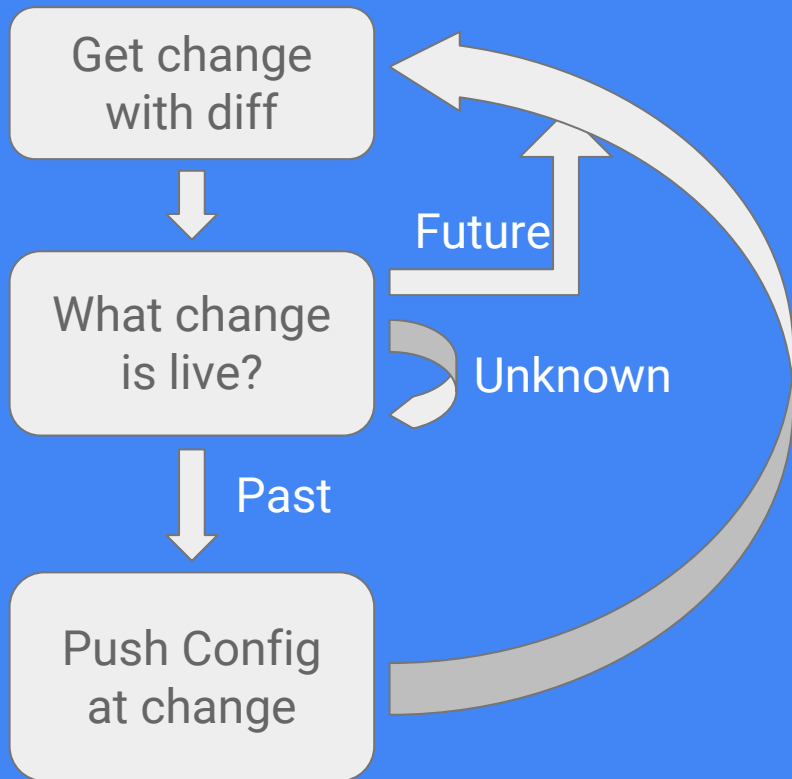 Get change
with diff
Future
What change
is live?
Unknown
Past
Push Config
at change